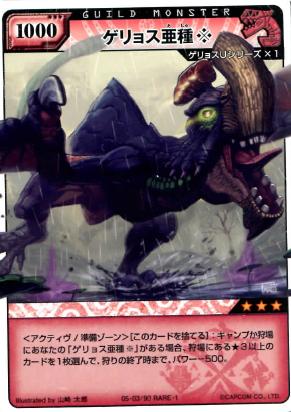 GUILD MONSTER
1000
ゲリョス亜種※
ゲリョスUシリーズ×1
＜アクティヴ/準備ゾーン＞[このカードを捨てる]：キャンプか狩場
にあなたの「ゲリョス亜種※」がある場合、狩場にある★3以上の
カードを1枚選んで、狩りの終了時まで、パワー－500。
Illustrated by 山崎 太郎
05-03/90 RARE-1
©CAPCOM CO., LTD.